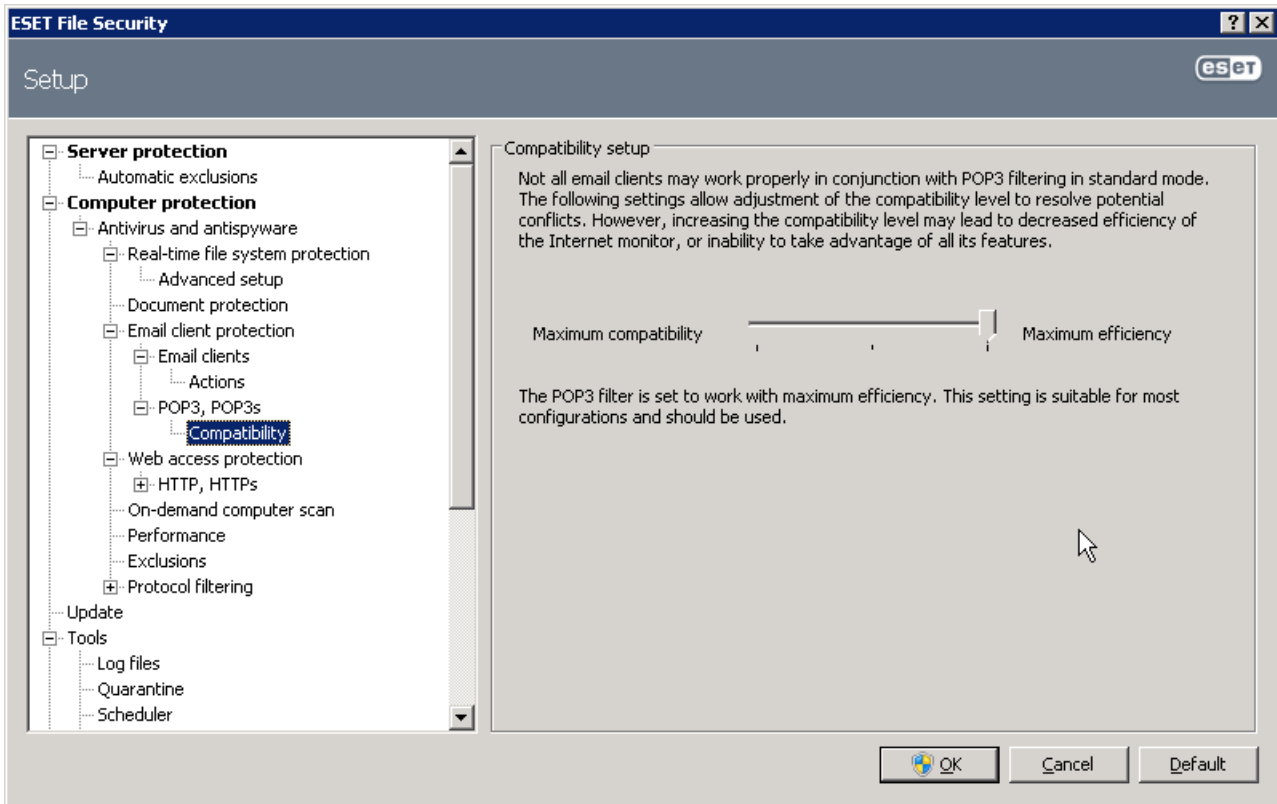 ESET File Security
Setup
eset
Server protection
Automatic exclusions
Computer protection
Antivirus and antispyware
Real-time file system protection
Advanced setup
Document protection
Email client protection
Email clients
Actions
POP3, POP3s
Compatibility
Web access protection
HTTP, HTTPs
On-demand computer scan
Performance
Exclusions
Protocol filtering
Update
Tools
Log files
Quarantine
Scheduler
Compatibility setup
Not all email clients may work properly in conjunction with POP3 filtering in standard mode.
The following settings allow adjustment of the compatibility level to resolve potential
conflicts. However, increasing the compatibility level may lead to decreased efficiency of
the Internet monitor, or inability to take advantage of all its features.
Maximum compatibility
Maximum efficiency
The POP3 filter is set to work with maximum efficiency. This setting is suitable for most
configurations and should be used.
OK
Cancel
Default